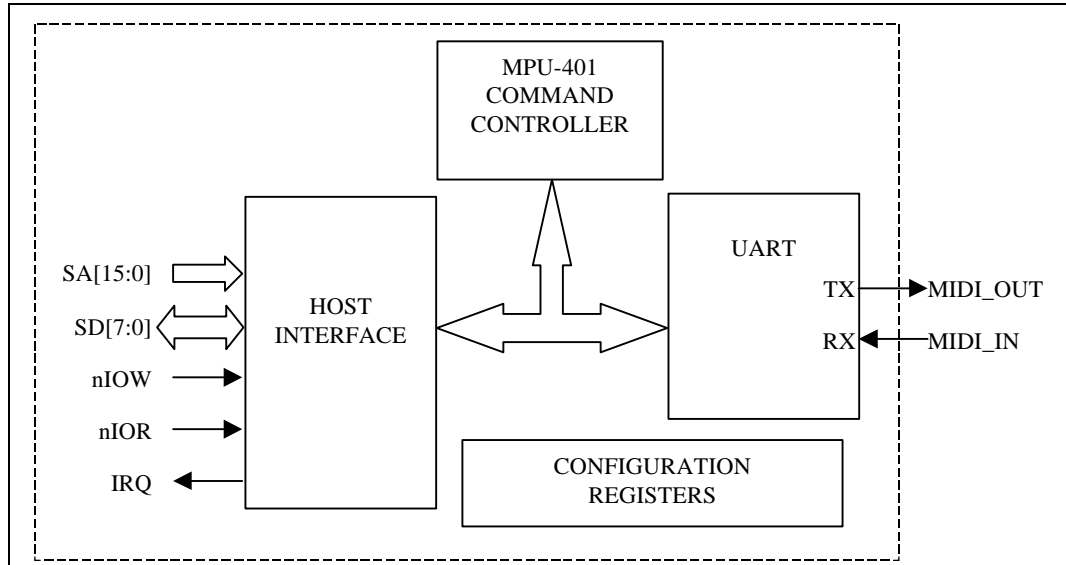 MPU-401
COMMAND
CONTROLLER
SA[15:0]
SD[7:0]
nIOW
nIOR
IRQ
HOST
INTERFACE
UART
TX
RX
MIDI_OUT
MIDI_IN
CONFIGURATION
REGISTERS